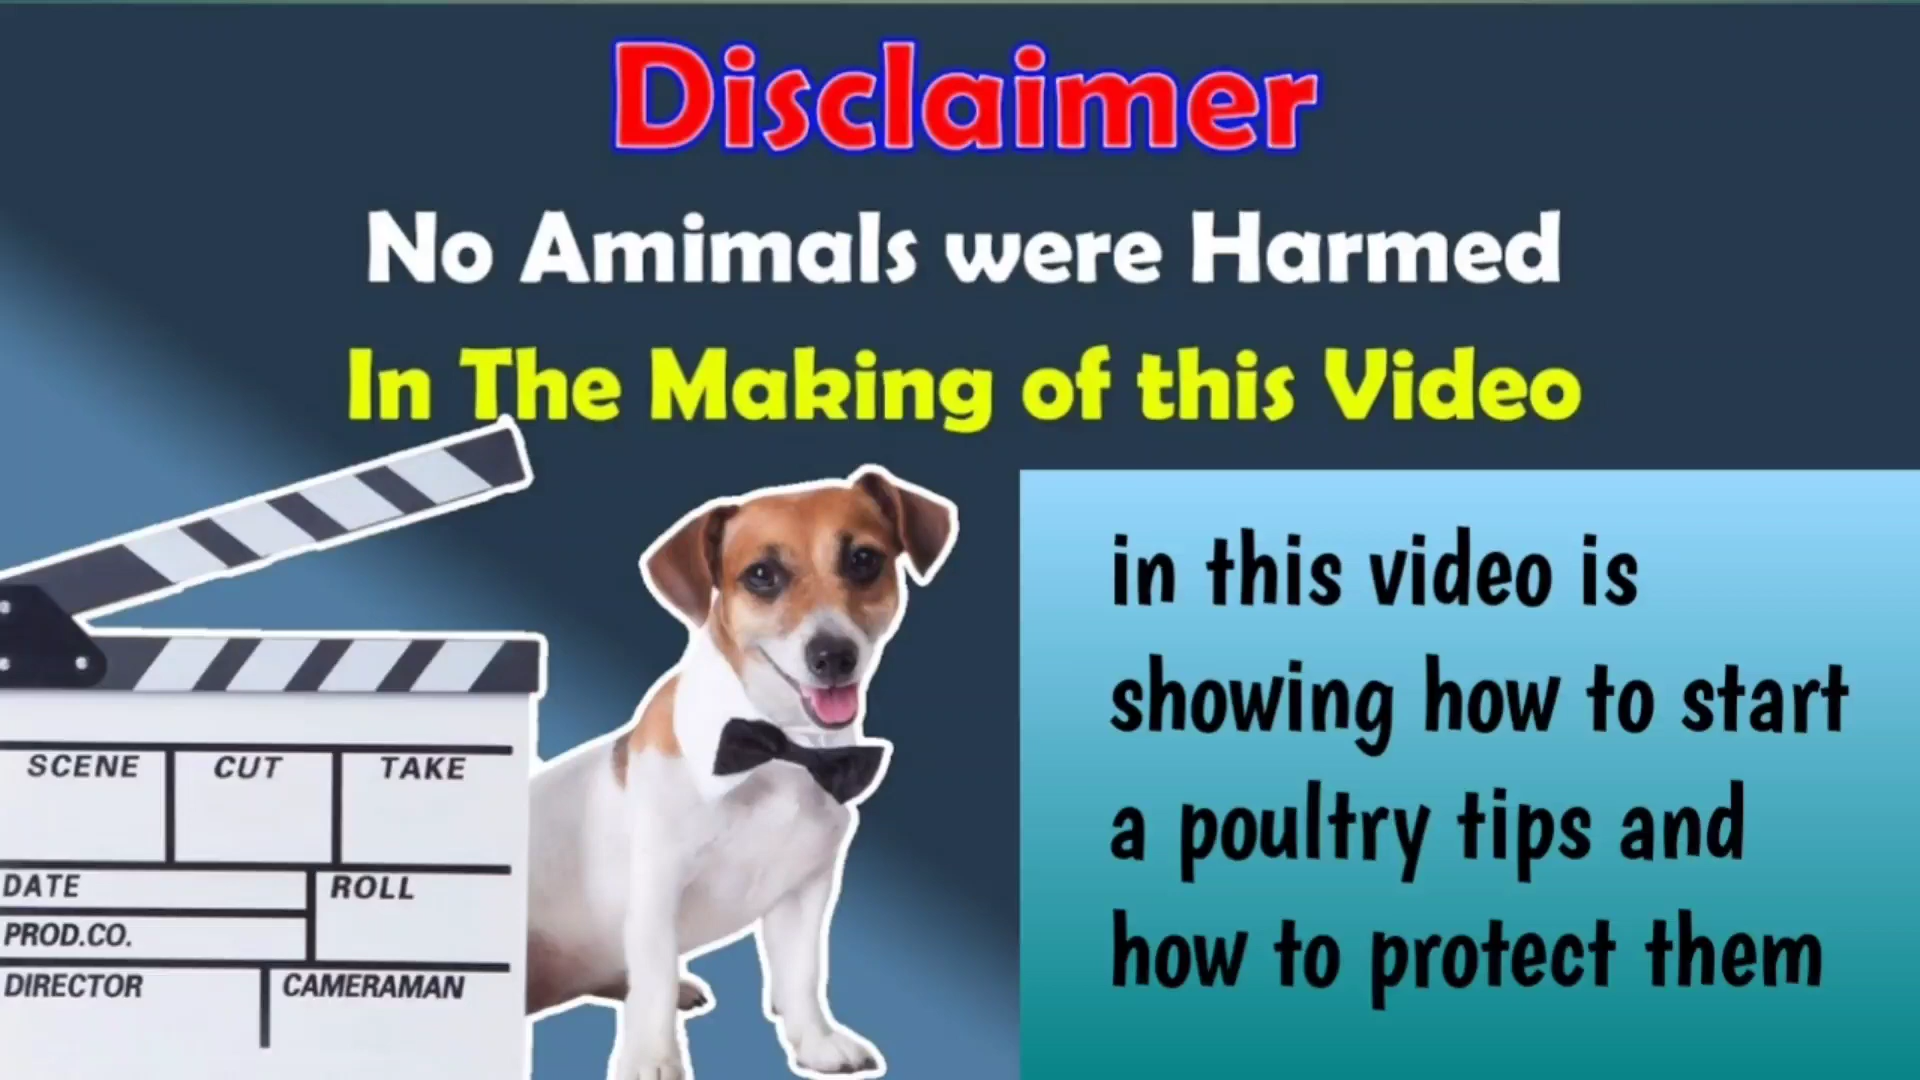 Disclaimer
No Amimals were Harmed
In The Making of this Video
in this video is
showing how to start
a poultry tips and
how to protect them
SCENE CUT TAKE
DATE ROLL
PROD.CO.
DIRECTOR CAMERAMAN